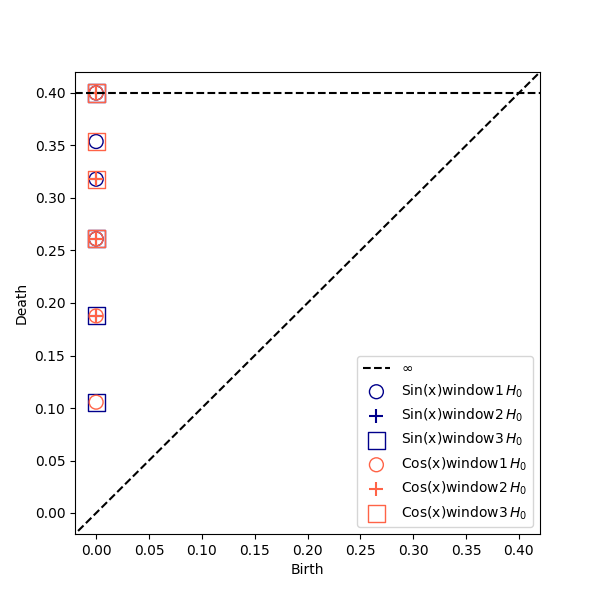 0.40
0.35
0.30
0.25
0.20
0.15
0.10
0.05
0.00
Death
∞
Sin(x)window1 H₀
Sin(x)window2 H₀
Sin(x)window3 H₀
Cos(x)window1 H₀
Cos(x)window2 H₀
Cos(x)window3 H₀
0.00 0.05 0.10 0.15 0.20 0.25 0.30 0.35 0.40
Birth